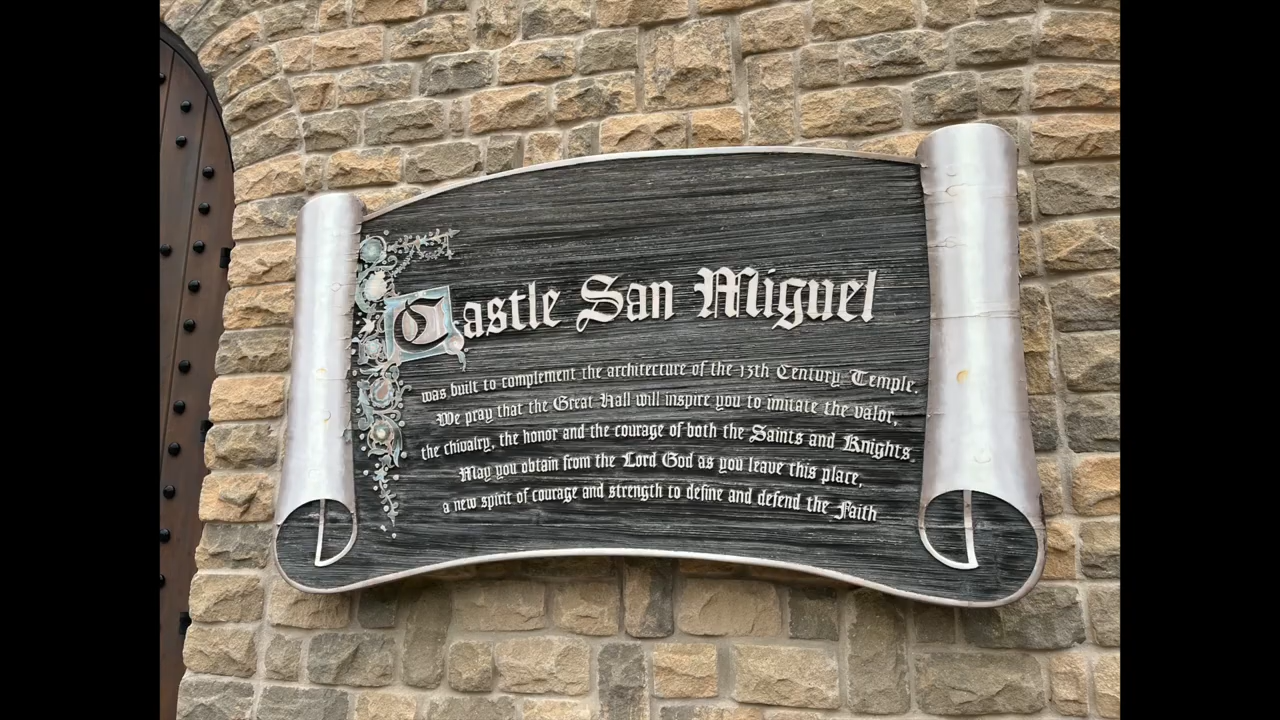 Castle San Miguel
was built to complement the architecture of the 13th Century Temple.
We pray that the Great Hall will inspire you to imitate the valor,
the chivalry, the honor and the courage of both the Saints and Knights.
May you obtain from the Lord God as you leave this place,
a new spirit of courage and strength to define and defend the Faith